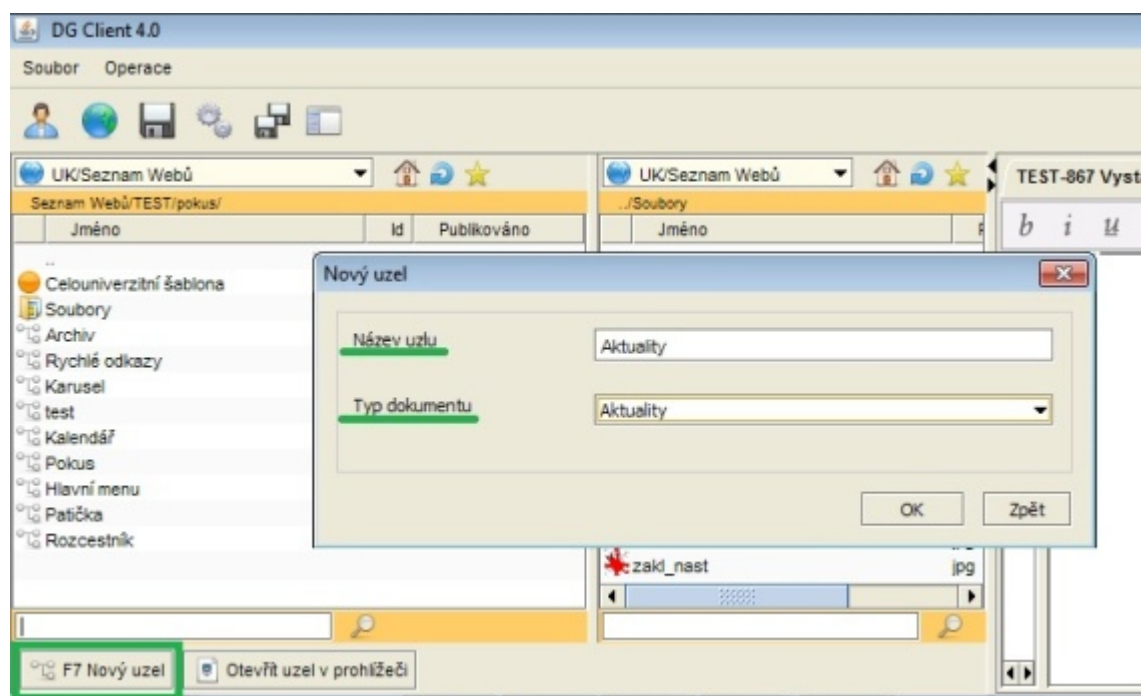 DG Client 4.0
Soubor Operace
UK/Seznam Webů
UK/Seznam Webů
TEST-867 Vyst
Seznam Webů/TEST/pokus/
../Soubory
Jméno Id Publikováno
Jméno
b i u
..
Celouniverzitní šablona
Soubory
Archiv
Rychlé odkazy
Karusel
test
Kalendář
Pokus
Hlavní menu
Patička
Rozcestník
Nový uzel
Název uzlu Aktuality
Typ dokumentu Aktuality
OK Zpět
zakl_nast jpg
F7 Nový uzel Otevřít uzel v prohlížeči